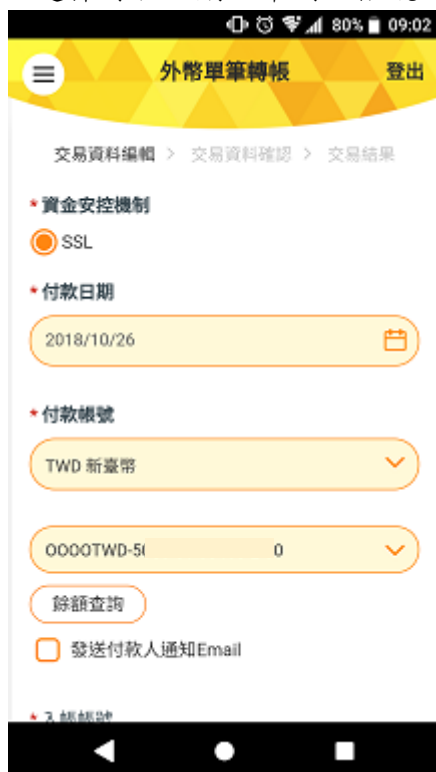 80% 09:02
外幣單筆轉帳 登出
交易資料編輯 > 交易資料確認 > 交易結果
*資金安控機制
SSL
*付款日期
2018/10/26
*付款帳號
TWD 新臺幣
OOOOTWD-5 0
餘額查詢
發送付款人通知Email